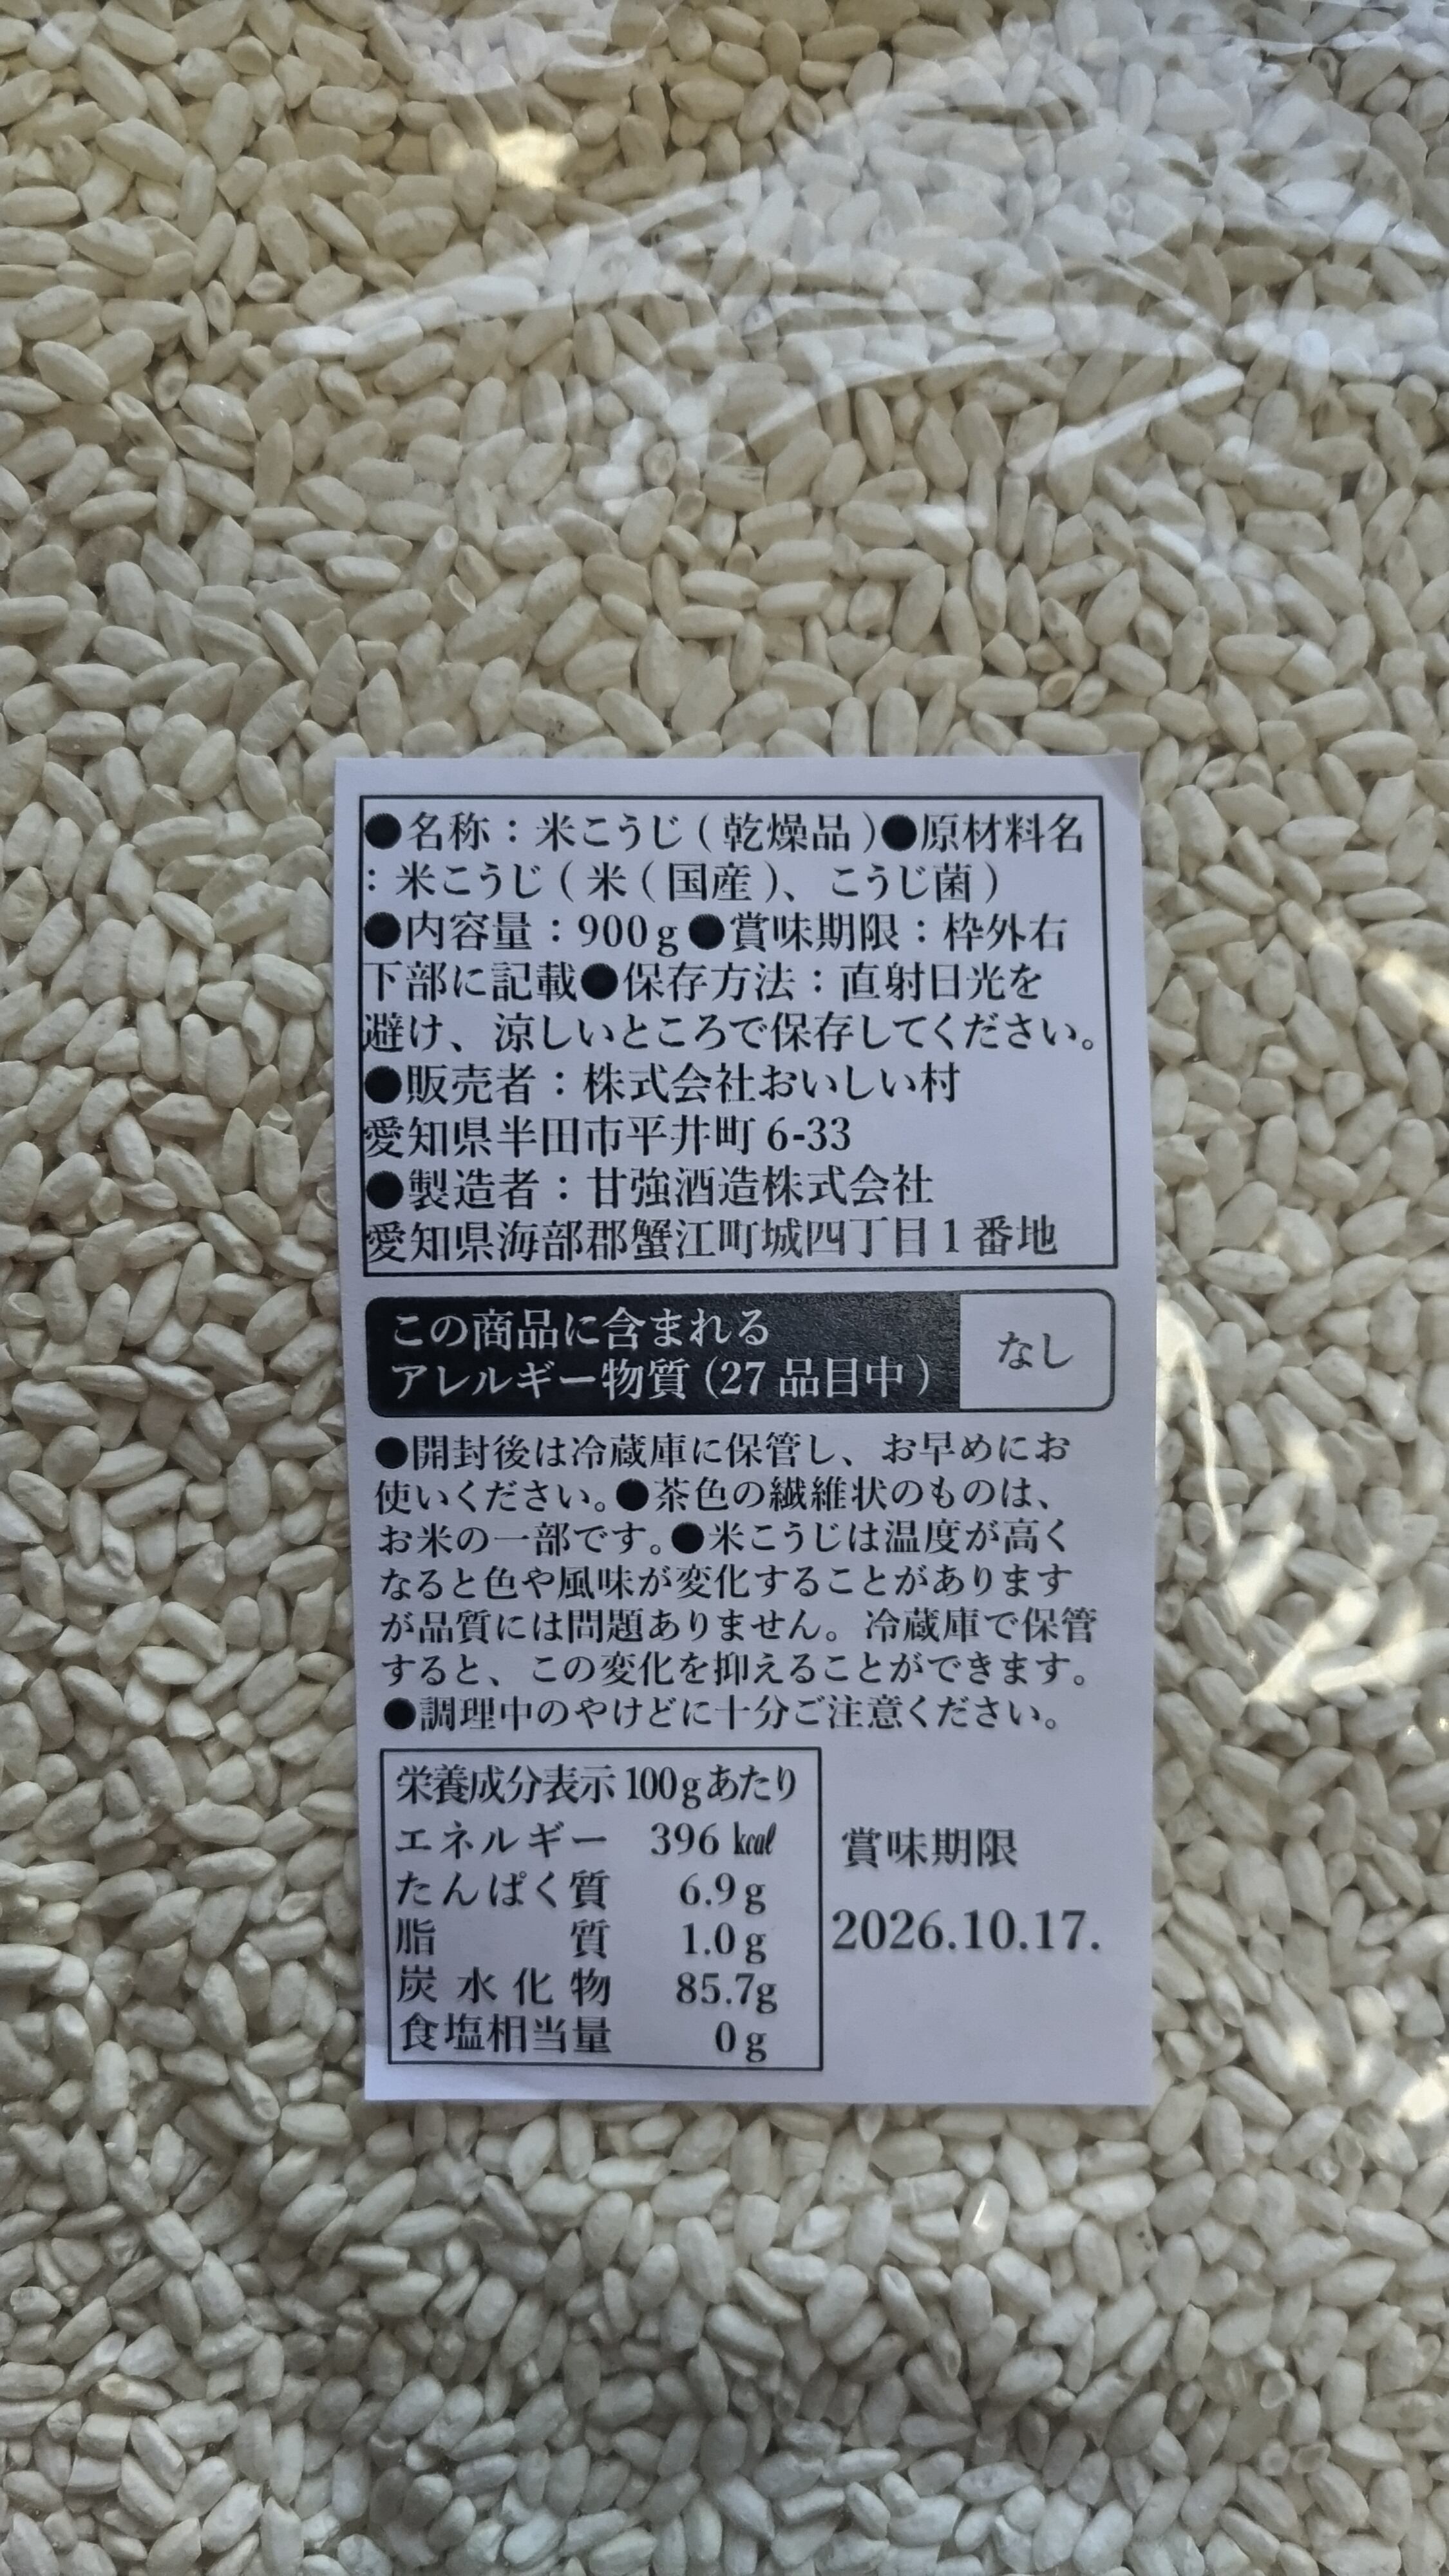 ●名称：米こうじ(乾燥品)●原材料名
：米こうじ(米(国産)、こうじ菌)
●内容量：900g●賞味期限：枠外右
下部に記載●保存方法：直射日光を
避け、涼しいところで保存してください。
●販売者：株式会社おいしい村
愛知県半田市平井町6-33
●製造者：甘強酒造株式会社
愛知県海部郡蟹江町城四丁目1番地
この商品に含まれる
アレルギー物質(27品目中)
なし
●開封後は冷蔵庫に保管し、お早めにお
使いください。●茶色の繊維状のものは、
お米の一部です。●米こうじは温度が高く
なると色や風味が変化することがあります
が品質には問題ありません。冷蔵庫で保管
すると、この変化を抑えることができます。
●調理中のやけどに十分ご注意ください。
栄養成分表示100gあたり
エネルギー 396 kcal
たんぱく質 6.9g
脂質 1.0g
炭水化物 85.7g
食塩相当量 0g
賞味期限
2026.10.17.